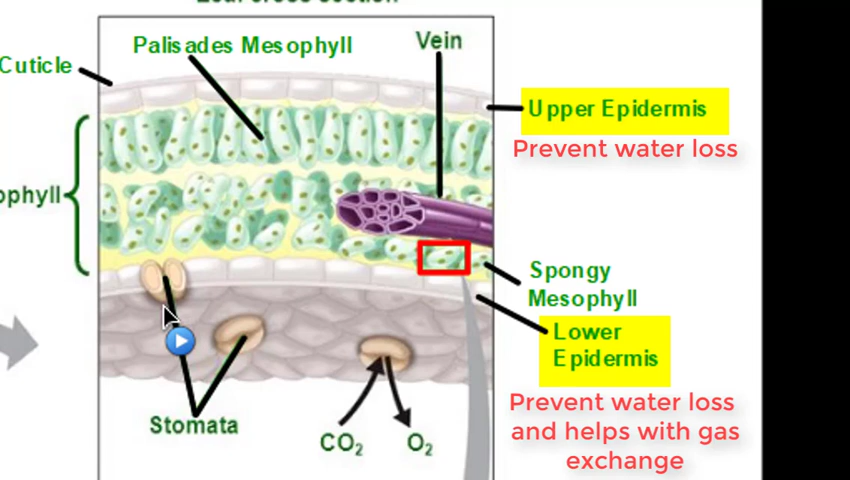 Palisades Mesophyll
Vein
Cuticle
Upper Epidermis
Prevent water loss
ophyll
Spongy
Mesophyll
Lower
Epidermis
Prevent water loss
and helps with gas
exchange
Stomata
CO₂
O₂